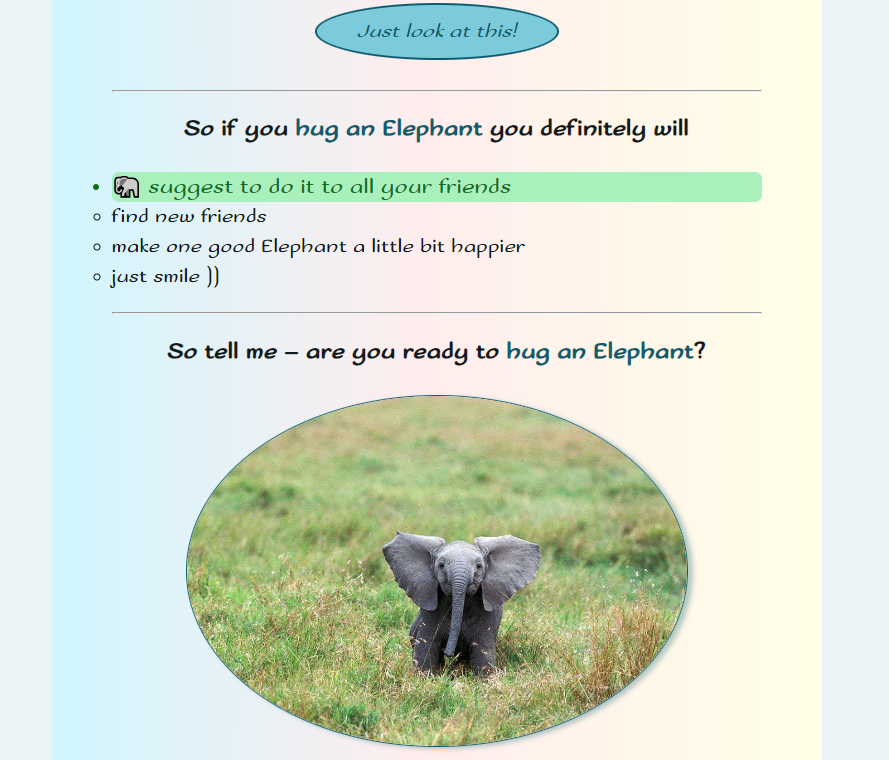 Just look at this!
So if you hug an Elephant you definitely will
suggest to do it to all your friends
find new friends
make one good Elephant a little bit happier
just smile ))
So tell me – are you ready to hug an Elephant?